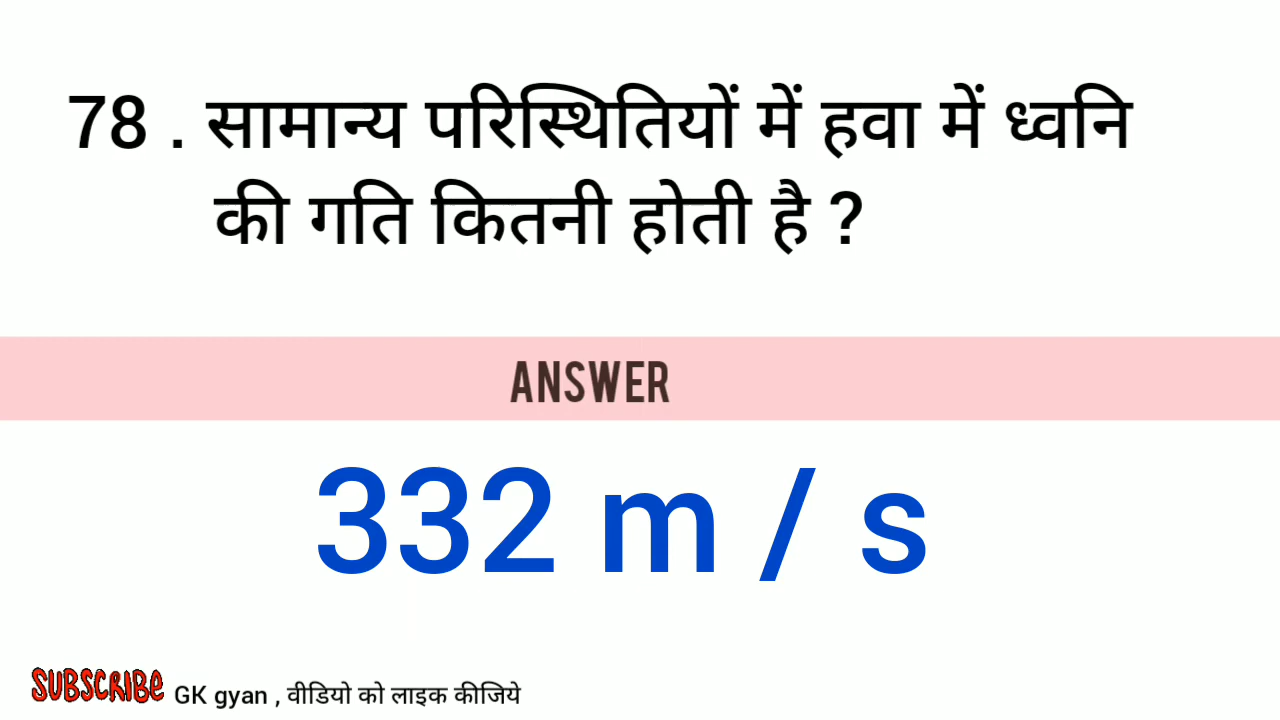 78 . सामान्य परिस्थितियों में हवा में ध्वनि
की गति कितनी होती है ?
ANSWER
332 m / s
SUBSCRIBE GK gyan , वीडियो को लाइक कीजिये